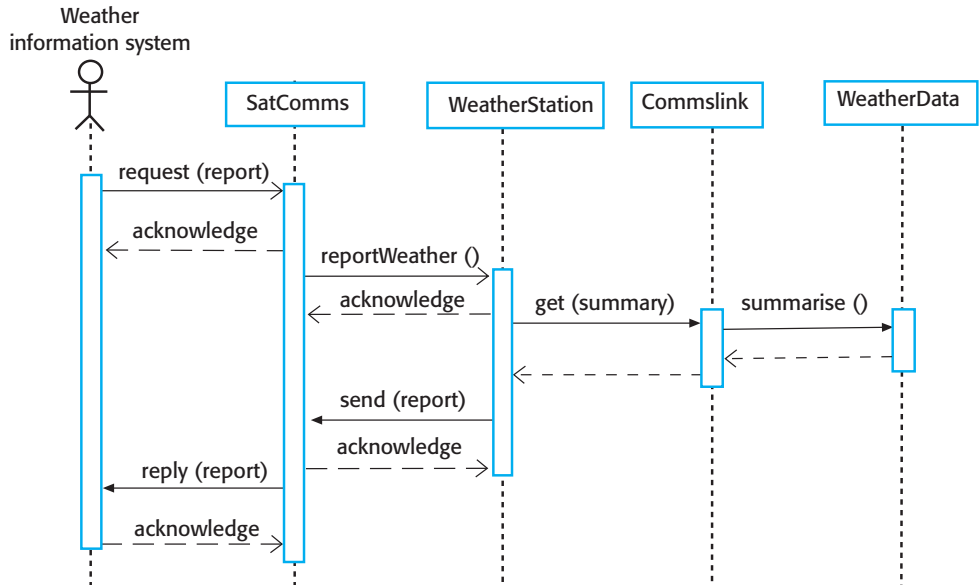 Weather
information system
SatComms
WeatherStation
Commslink
WeatherData
request (report)
acknowledge
reportWeather ()
acknowledge
get (summary)
summarise ()
send (report)
acknowledge
reply (report)
acknowledge